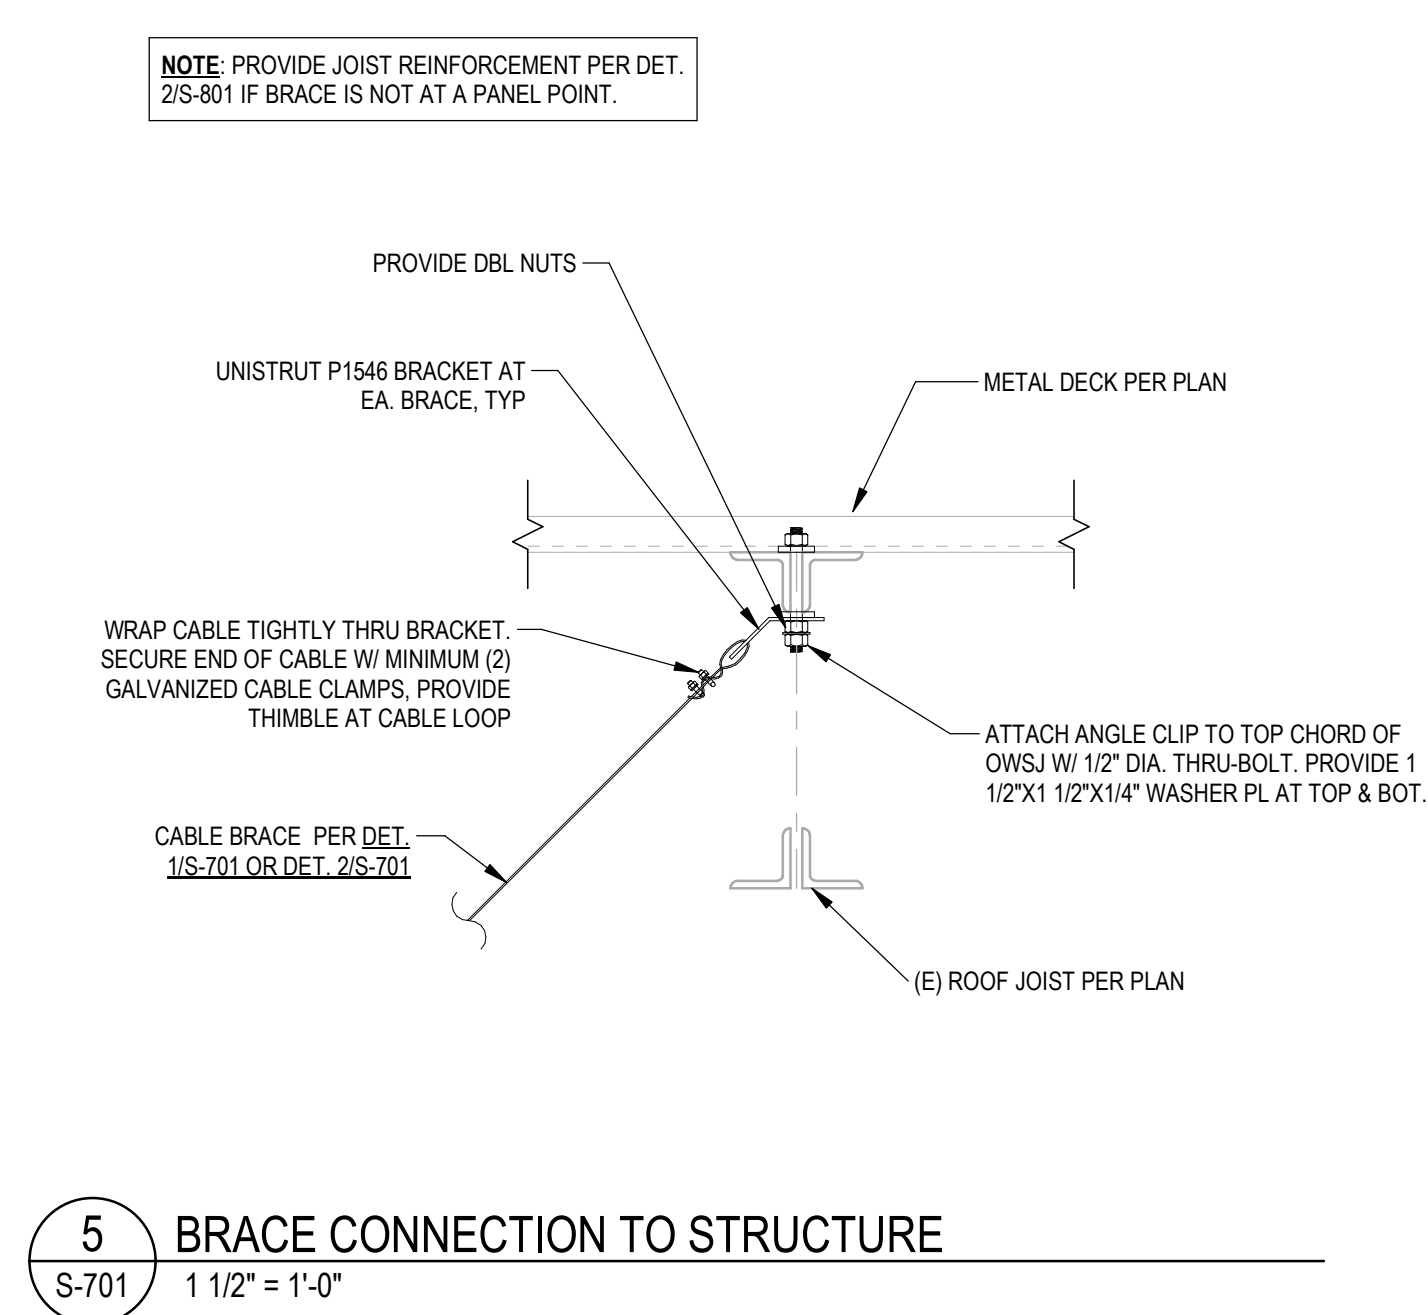 NOTE: PROVIDE JOIST REINFORCEMENT PER DET.
2/S-801 IF BRACE IS NOT AT A PANEL POINT.
PROVIDE DBL NUTS
UNISTRUT P1546 BRACKET AT
EA. BRACE, TYP
METAL DECK PER PLAN
WRAP CABLE TIGHTLY THRU BRACKET.
SECURE END OF CABLE W/ MINIMUM (2)
GALVANIZED CABLE CLAMPS, PROVIDE
THIMBLE AT CABLE LOOP
ATTACH ANGLE CLIP TO TOP CHORD OF
OWSJ W/ 1/2" DIA. THRU-BOLT. PROVIDE 1
1/2"X1 1/2"X1/4" WASHER PL AT TOP & BOT.
CABLE BRACE PER DET.
1/S-701 OR DET. 2/S-701
(E) ROOF JOIST PER PLAN
5
BRACE CONNECTION TO STRUCTURE
S-701
1 1/2" = 1'-0"